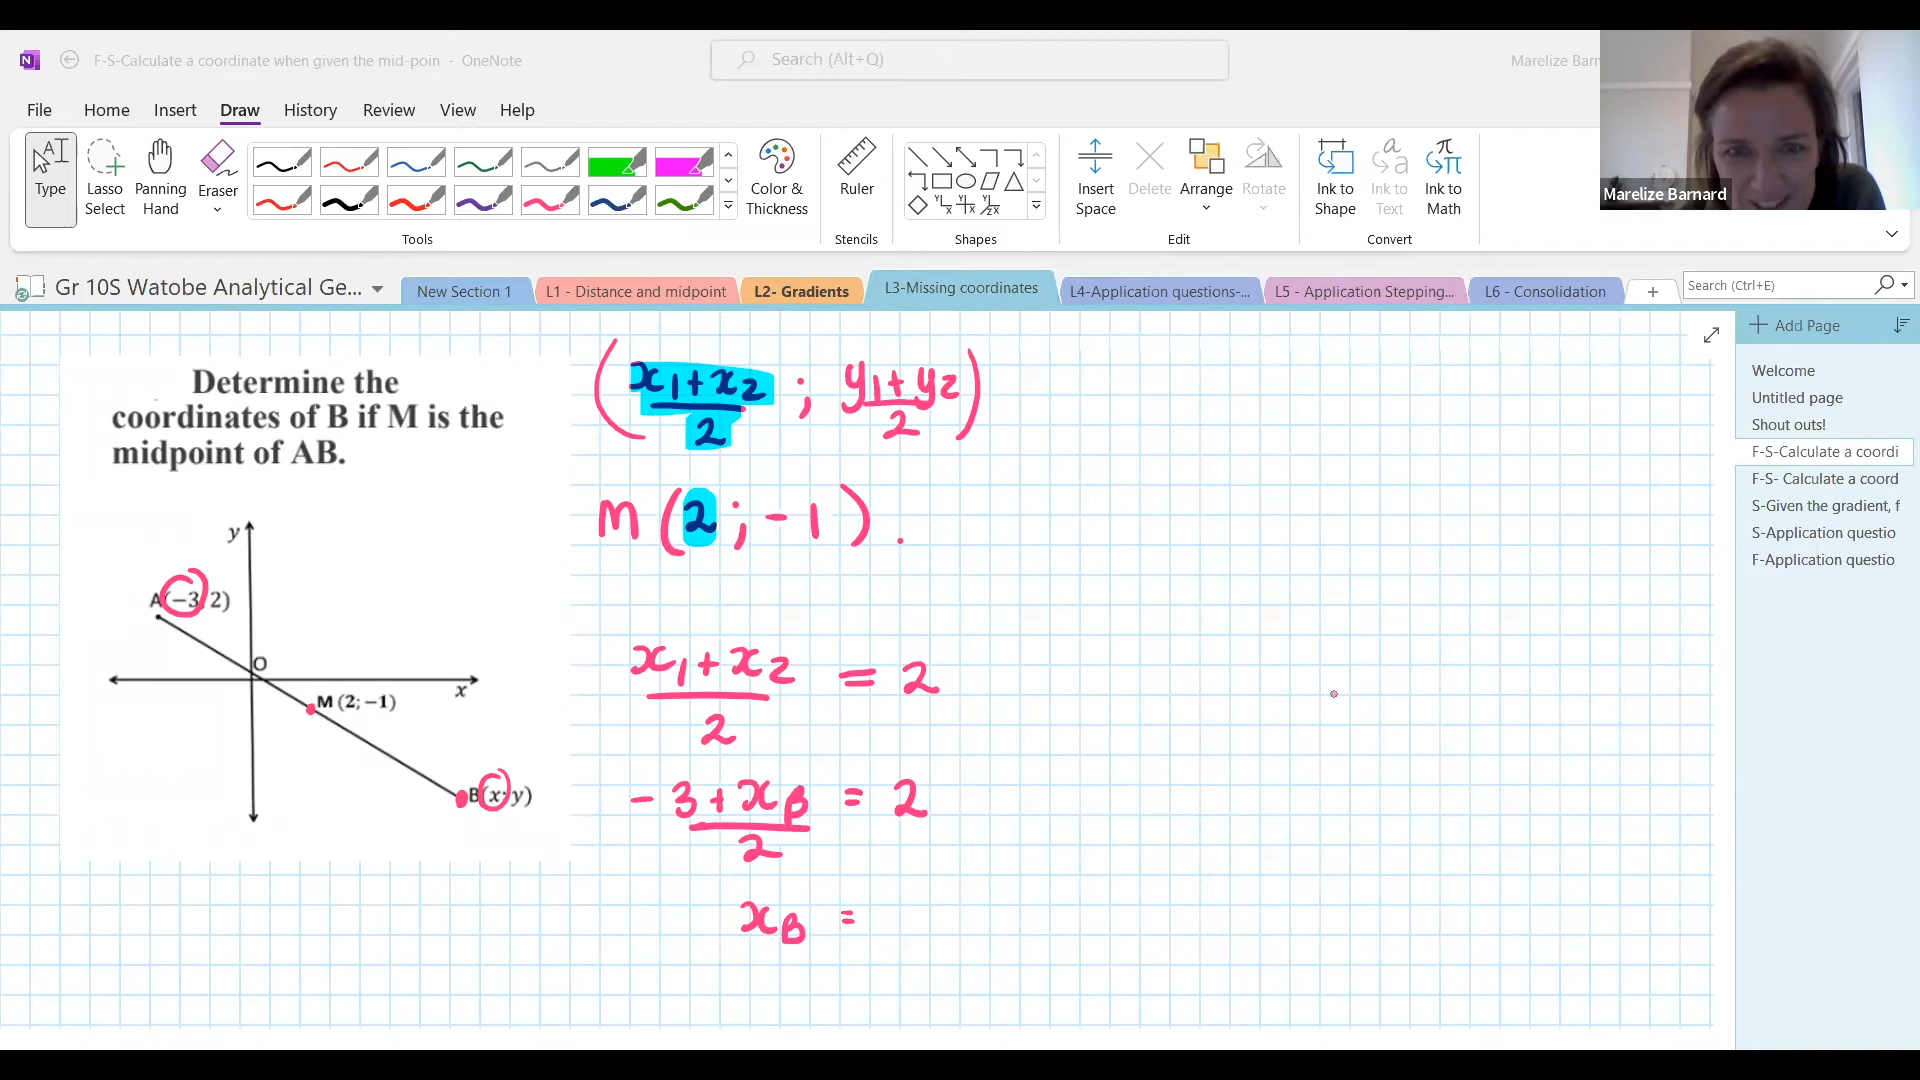 F-S-Calculate a coordinate when given the mid-poin - OneNote
Search (Alt+Q)
Marelize Barn
File Home Insert Draw History Review View Help
Type
Lasso Select
Panning Hand
Eraser
Color & Thickness
Ruler
Insert Space
Delete
Arrange
Rotate
Ink to Shape
Ink to Text
Ink to Math
Tools
Stencils
Shapes
Edit
Convert
Marelize Barnard
Gr 10S Watobe Analytical Ge...
New Section 1
L1 - Distance and midpoint
L2- Gradients
L3-Missing coordinates
L4-Application questions-...
L5 - Application Stepping...
L6 - Consolidation
Search (Ctrl+E)
Add Page
Welcome
Untitled page
Shout outs!
F-S-Calculate a coordi
F-S- Calculate a coord
S-Given the gradient, f
S-Application questio
F-Application questio
Determine the
coordinates of B if M is the
midpoint of AB.
y
A(−3; 2)
O
x
M (2; −1)
B(x; y)
(x1+x2 ; y1+y2)
2 2
M (2 ; -1).
x1+x2 = 2
2
-3+xB = 2
2
xB =